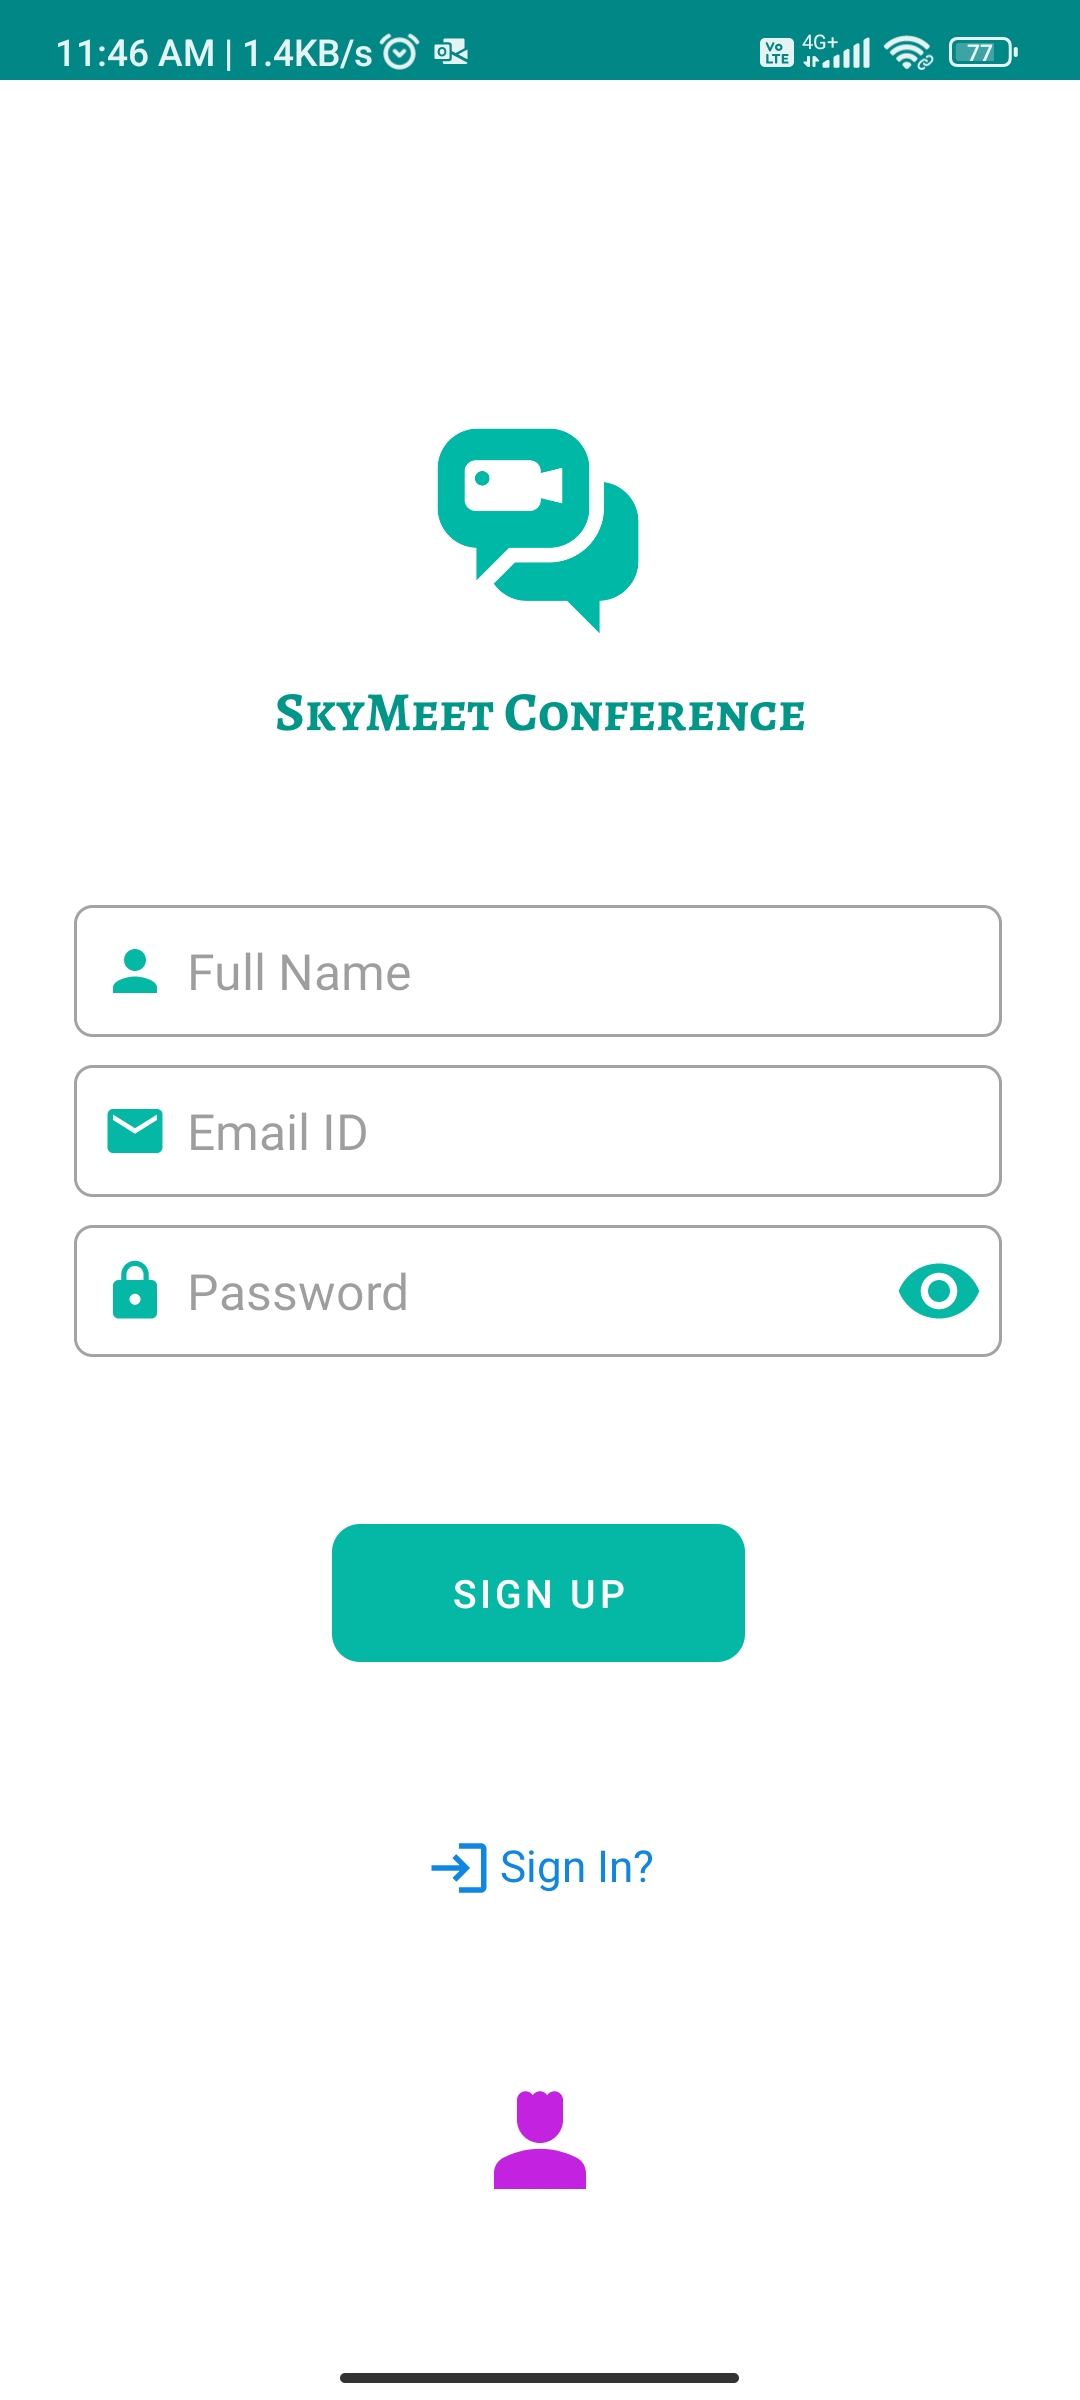 11:46 AM | 1.4KB/s Vo LTE 4G+ 77
SkyMeet Conference
Full Name
Email ID
Password
SIGN UP
Sign In?